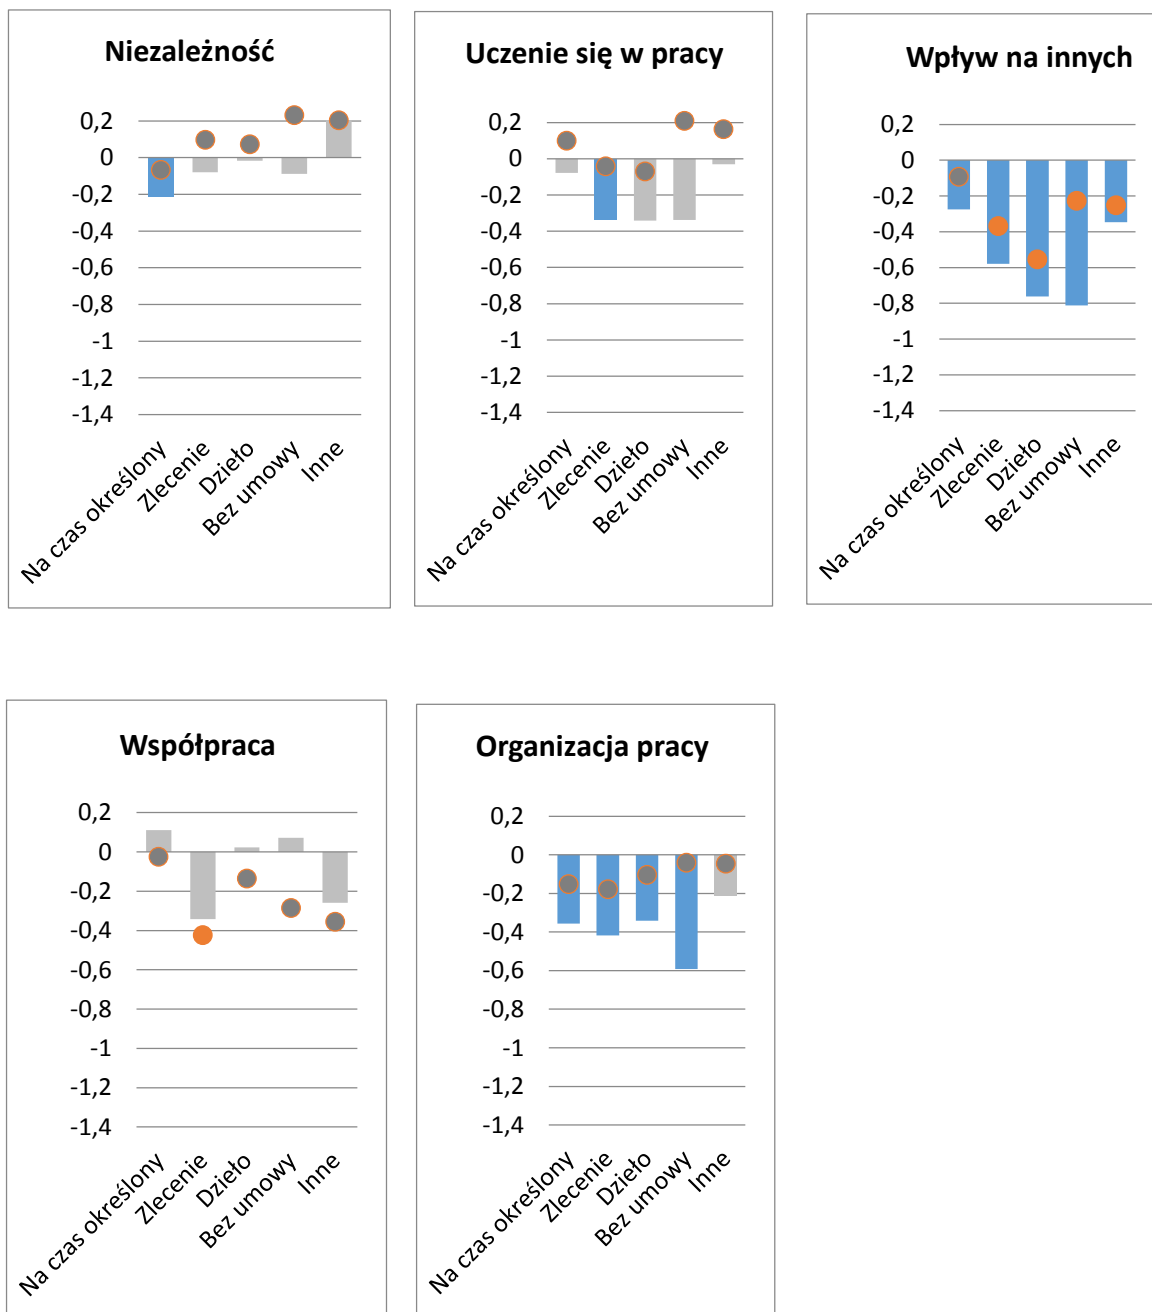 Niezależność
0,2
0
-0,2
-0,4
-0,6
-0,8
-1
-1,2
-1,4
Na czas określony
Zlecenie
Dzieło
Bez umowy
Inne
Uczenie się w pracy
0,2
0
-0,2
-0,4
-0,6
-0,8
-1
-1,2
-1,4
Na czas określony
Zlecenie
Dzieło
Bez umowy
Inne
Wpływ na innych
0,2
0
-0,2
-0,4
-0,6
-0,8
-1
-1,2
-1,4
Na czas określony
Zlecenie
Dzieło
Bez umowy
Inne
Współpraca
0,2
0
-0,2
-0,4
-0,6
-0,8
-1
-1,2
-1,4
Na czas określony
Zlecenie
Dzieło
Bez umowy
Inne
Organizacja pracy
0,2
0
-0,2
-0,4
-0,6
-0,8
-1
-1,2
-1,4
Na czas określony
Zlecenie
Dzieło
Bez umowy
Inne